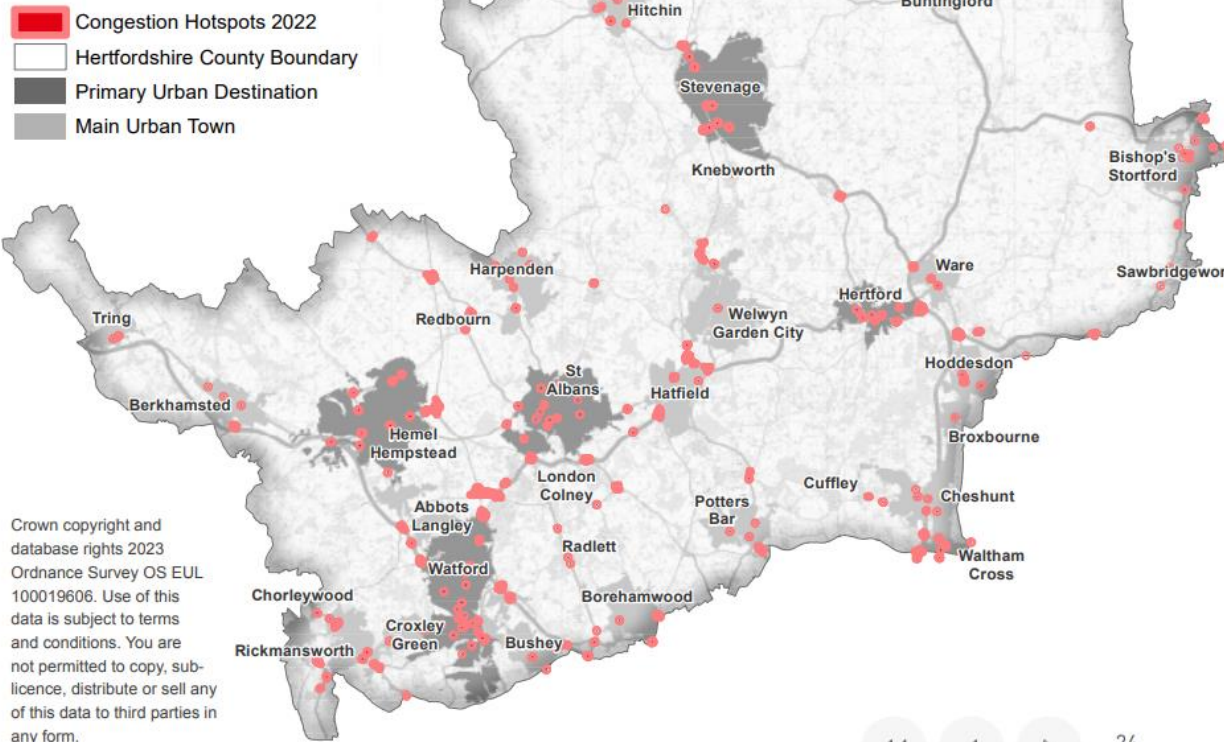 Congestion Hotspots 2022
Hertfordshire County Boundary
Primary Urban Destination
Main Urban Town
Hitchin
Buntingford
Stevenage
Knebworth
Bishop's
Stortford
Harpenden
Ware
Sawbridgewor
Hertford
Tring
Redbourn
Welwyn
Garden City
Hoddesdon
St
Albans
Hatfield
Berkhamsted
Hemel
Hempstead
Broxbourne
London
Colney
Cuffley
Cheshunt
Abbots
Langley
Potters
Bar
Radlett
Waltham
Cross
Watford
Chorleywood
Borehamwood
Croxley
Green
Bushey
Rickmansworth
Crown copyright and
database rights 2023
Ordnance Survey OS EUL
100019606. Use of this
data is subject to terms
and conditions. You are
not permitted to copy, sub-
licence, distribute or sell any
of this data to third parties in
any form.